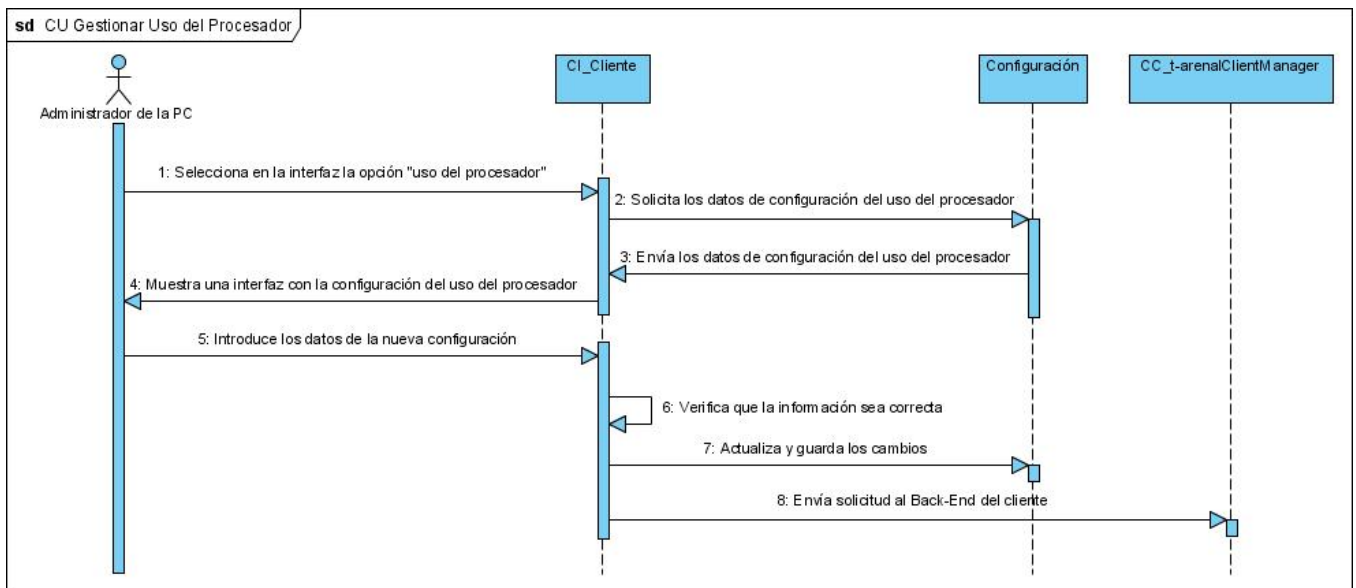 sd CU Gestionar Uso del Procesador
Administrador de la PC
CI_Cliente
Configuración
CC_t-arenalClientManager
1: Selecciona en la interfaz la opción "uso del procesador"
2: Solicita los datos de configuración del uso del procesador
3: Envía los datos de configuración del uso del procesador
4: Muestra una interfaz con la configuración del uso del procesador
5: Introduce los datos de la nueva configuración
6: Verifica que la información sea correcta
7: Actualiza y guarda los cambios
8: Envía solicitud al Back-End del cliente